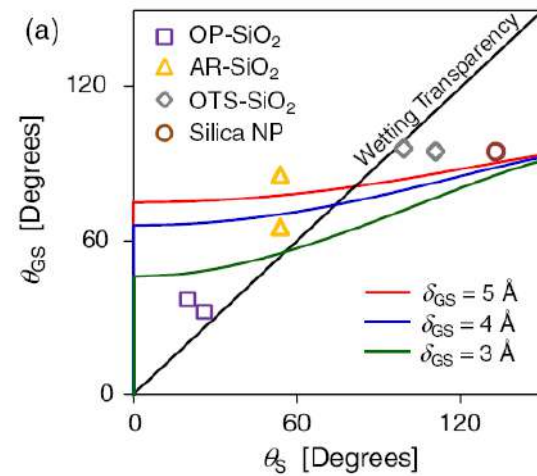 (a)
OP-SiO₂
AR-SiO₂
OTS-SiO₂
Silica NP
Wetting Transparency
120
60
0
θGS [Degrees]
δGS = 5 Å
δGS = 4 Å
δGS = 3 Å
0 60 120
θS [Degrees]